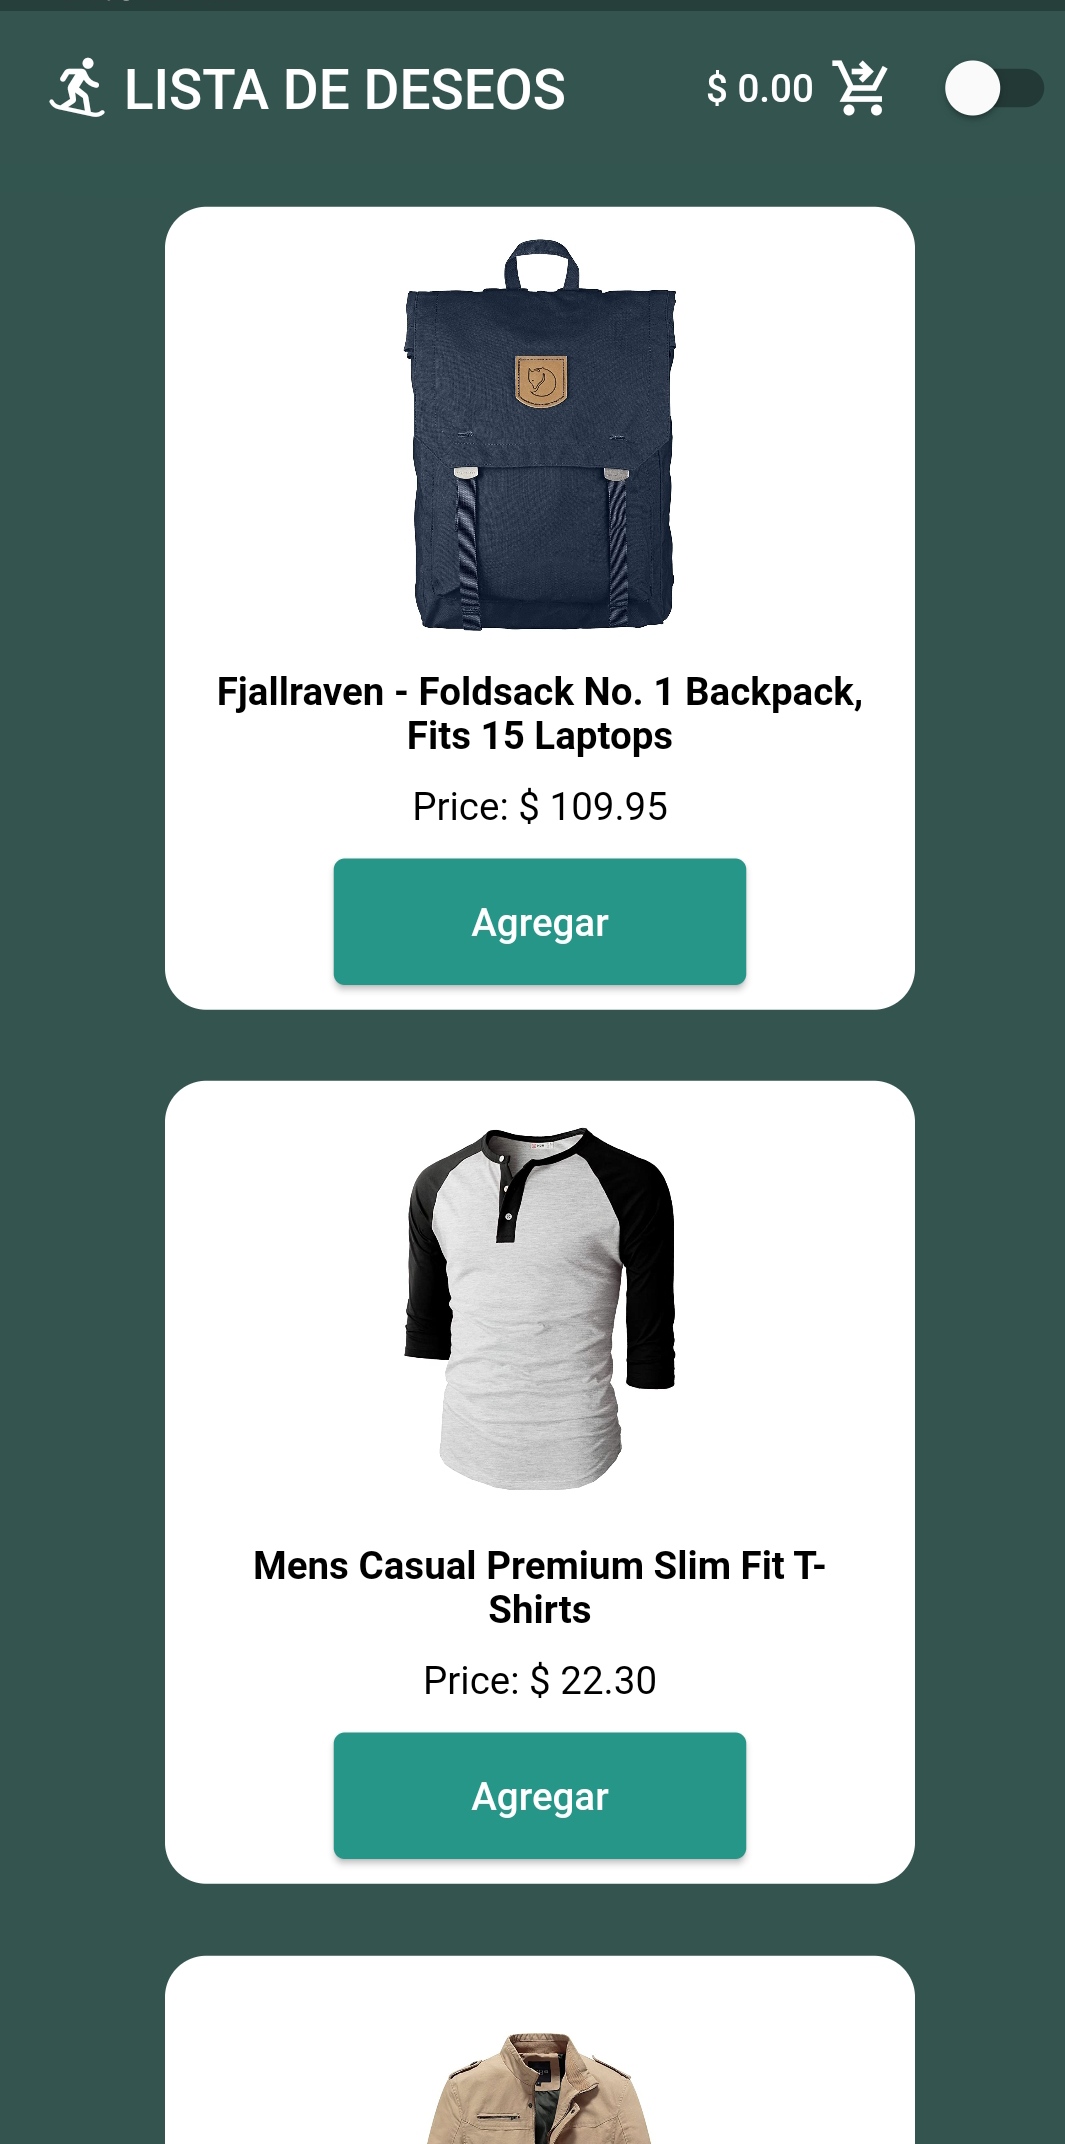 LISTA DE DESEOS
$ 0.00
Fjallraven - Foldsack No. 1 Backpack,
Fits 15 Laptops
Price: $ 109.95
Agregar
Mens Casual Premium Slim Fit T-
Shirts
Price: $ 22.30
Agregar